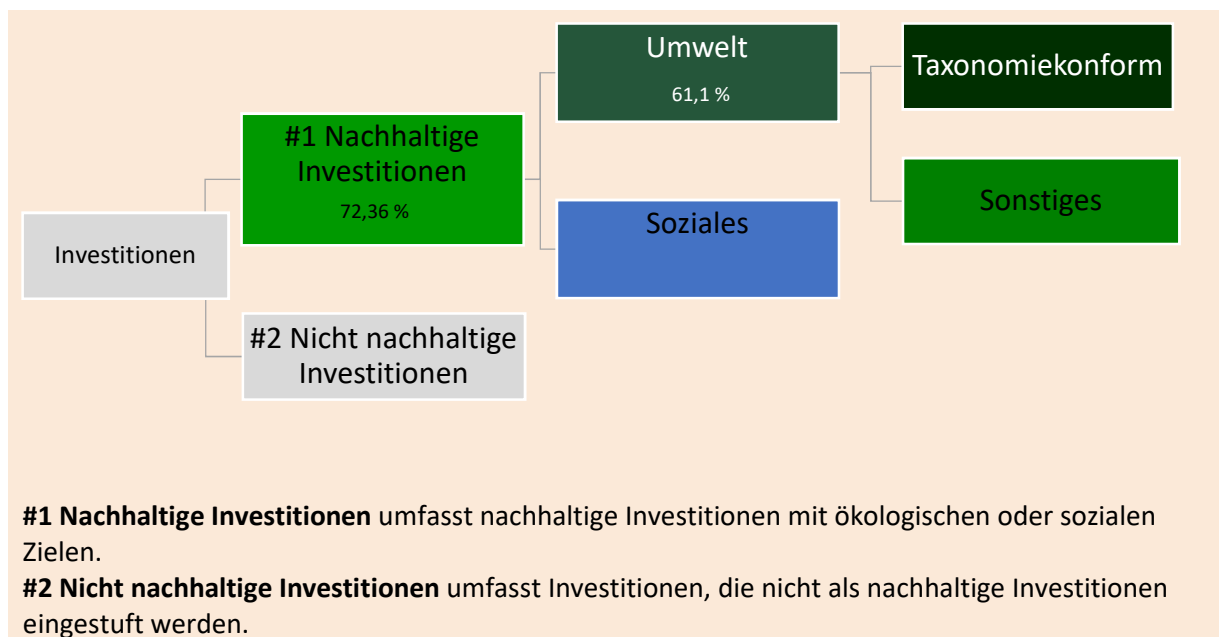 Umwelt
61,1 %
Taxonomiekonform
#1 Nachhaltige
Investitionen
72,36 %
Sonstiges
Soziales
Investitionen
#2 Nicht nachhaltige
Investitionen
#1 Nachhaltige Investitionen umfasst nachhaltige Investitionen mit ökologischen oder sozialen
Zielen.
#2 Nicht nachhaltige Investitionen umfasst Investitionen, die nicht als nachhaltige Investitionen
eingestuft werden.